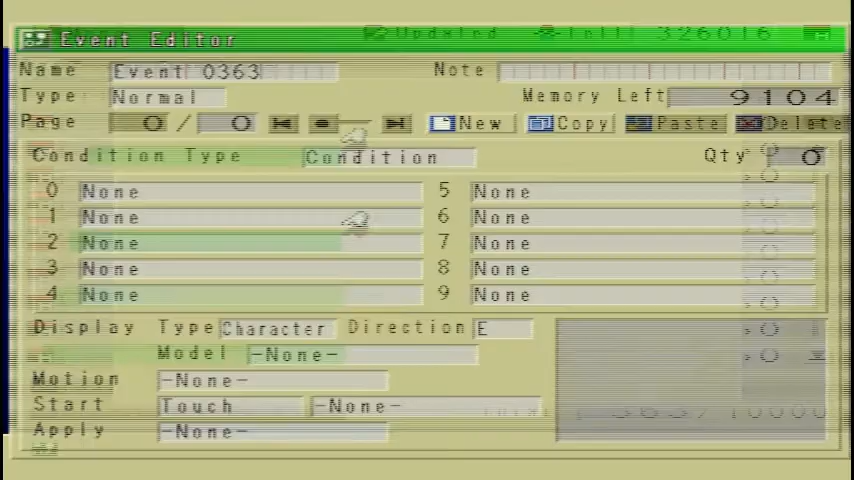 Event Editor
Updated
326016
Name Event 0363 Note
Type Normal Memory Left 9104
Page 0 / 0 New Copy Paste Delete
Condition Type Condition Qty 0
0 None 5 None
1 None 6 None
2 None 7 None
3 None 8 None
4 None 9 None
Display Type Character Direction E
Model -None-
Motion -None-
Start Touch -None-
Apply -None-